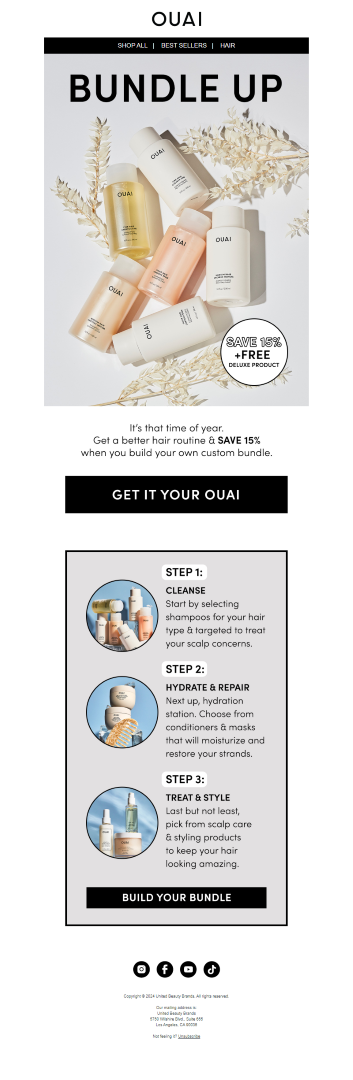 OUAI
SHOP ALL | BEST SELLERS | HAIR
BUNDLE UP
OUAI
OUAI
OUAI
OUAI
OUAI
OUAI
SAVE 15%
+FREE
DELUXE PRODUCT
It's that time of year.
Get a better hair routine & SAVE 15%
when you build your own custom bundle.
GET IT YOUR OUAI
STEP 1:
CLEANSE
Start by selecting
shampoos for your hair
type & targeted to treat
your scalp concerns.
STEP 2:
HYDRATE & REPAIR
Next up, hydration
station. Choose from
conditioners & masks
that will moisturize and
restore your strands.
STEP 3:
TREAT & STYLE
Last but not least,
pick from scalp care
& styling products
to keep your hair
looking amazing.
BUILD YOUR BUNDLE
Copyright © 2024 United Beauty Brands. All rights reserved.
Our mailing address is:
United Beauty Brands
5750 Wilshire Blvd., Suite
Los Angeles, CA 90036
Not feeling it? Unsubscribe